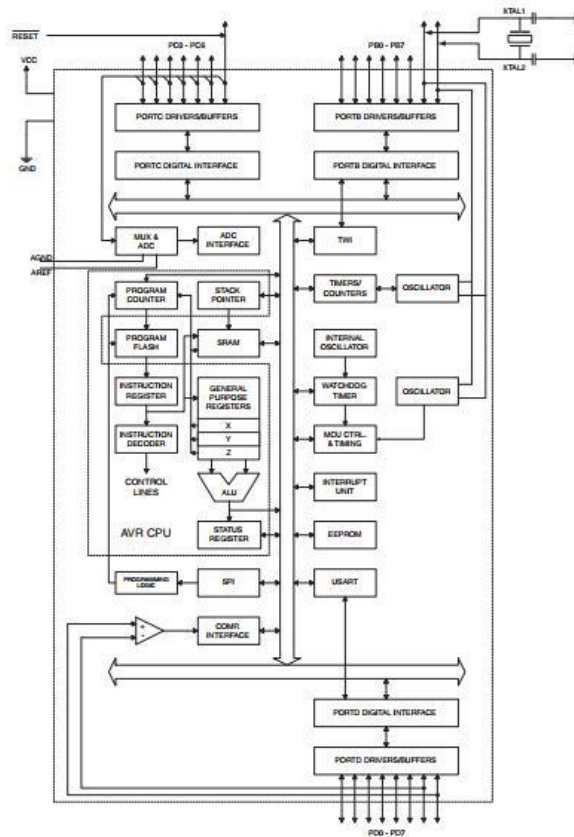 XTAL1
RESET
PC0 - PC6
PB0 - PB7
VCC
XTAL2
PORTC DRIVERS/BUFFERS
PORTB DRIVERS/BUFFERS
GND
PORTC DIGITAL INTERFACE
PORTB DIGITAL INTERFACE
MUX &
ADC
ADC
INTERFACE
TWI
AGND
AREF
PROGRAM
COUNTER
STACK
POINTER
TIMERS/
COUNTERS
OSCILLATOR
PROGRAM
FLASH
SRAM
INTERNAL
OSCILLATOR
INSTRUCTION
REGISTER
GENERAL
PURPOSE
REGISTERS
WATCHDOG
TIMER
OSCILLATOR
X
INSTRUCTION
DECODER
Y
MCU CTRL.
& TIMING
Z
CONTROL
LINES
ALU
INTERRUPT
UNIT
AVR CPU
STATUS
REGISTER
EEPROM
PROGRAMMING
LOGIC
SPI
USART
+
-
COMP.
INTERFACE
PORTD DIGITAL INTERFACE
PORTD DRIVERS/BUFFERS
PD0 - PD7